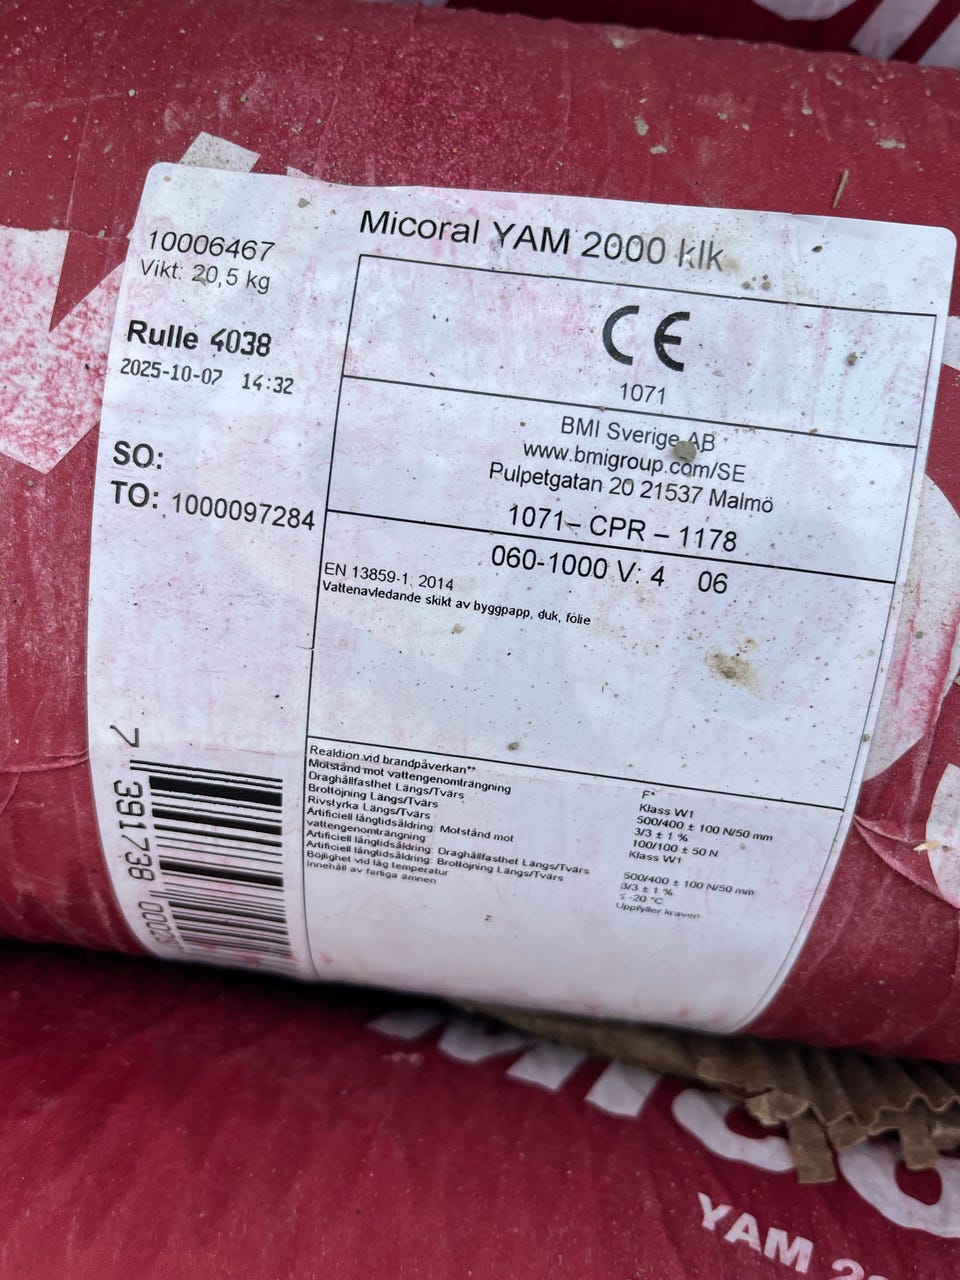 Micoral YAM 2000 klk
10006467
Vikt: 20,5 kg
Rulle 4038
2025-10-07 14:32
SO:
TO: 1000097284
CE
1071
BMI Sverige AB
www.bmigroup.com/SE
Pulpetgatan 20 21537 Malmö
1071- CPR - 1178
060-1000 V: 4 06
EN 13859-1: 2014
Vattenavledande skikt av byggpapp, duk, folie
Reaktion vid brandpåverkan** F*
Motstånd mot vattengenomträngning Klass W1
Draghållfasthet Längs/Tvärs 500/400 ± 100 N/50 mm
Brottöjning Längs/Tvärs 3/3 ± 1 %
Rivstyrka Längs/Tvärs 100/100 ± 50 N
Artificiell långtidsåldring: Motstånd mot Klass W1
vattengenomträngning
Artificiell långtidsåldring: Draghållfasthet Längs/Tvärs 500/400 ± 100 N/50 mm
Artificiell långtidsåldring: Brottöjning Längs/Tvärs 3/3 ± 1 %
Böjlighet vid låg temperatur ≤ -20 °C
Innehåll av farliga ämnen Uppfyller kraven
7 391738
YAM